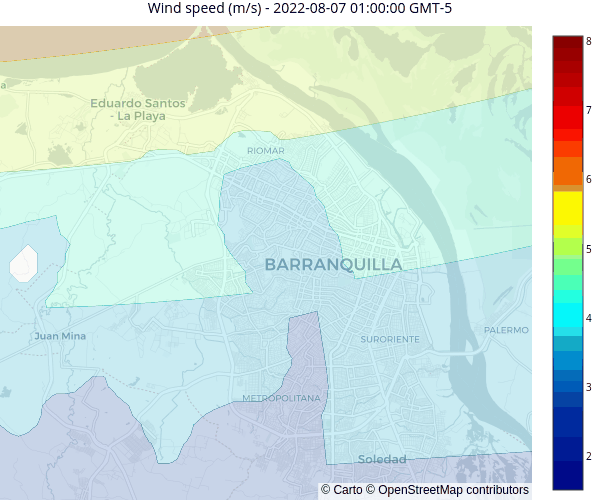 Wind speed (m/s) - 2022-08-07 01:00:00 GMT-5
8
a
Eduardo Santos
- La Playa
7
RIOMAR
6
5
BARRANQUILLA
4
Juan Mina
SURORIENTE
PALERMO
3
METROPOLITANA
Soledad
2
© Carto © OpenStreetMap contributors